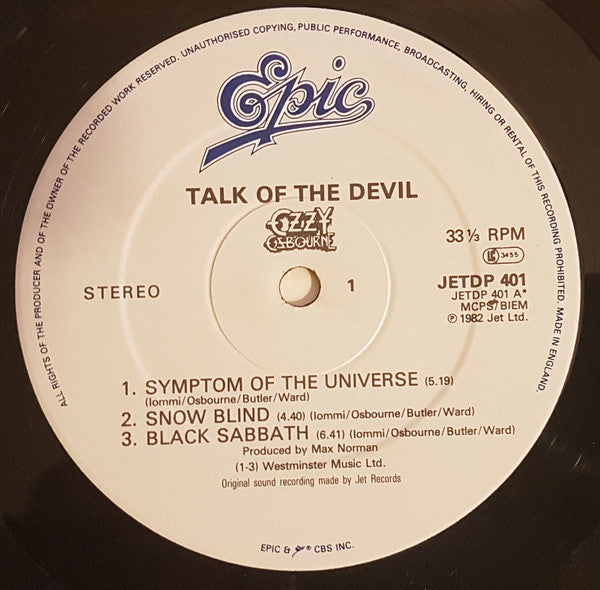 ALL RIGHTS OF THE PRODUCER AND OF THE OWNER OF THE RECORDED WORK RESERVED. UNAUTHORISED COPYING, PUBLIC PERFORMANCE, BROADCASTING, HIRING OR RENTAL OF THIS RECORDING PROHIBITED. MADE IN ENGLAND.
Epic
TALK OF THE DEVIL
OZZY
OSBOURNE
33⅓ RPM
LC 3455
STEREO
1
JETDP 401
JETDP 401 A*
MCPS/BIEM
℗ 1982 Jet Ltd.
1. SYMPTOM OF THE UNIVERSE (5.19)
(Iommi/Osbourne/Butler/Ward)
2. SNOW BLIND (4.40) (Iommi/Osbourne/Butler/Ward)
3. BLACK SABBATH (6.41) (Iommi/Osbourne/Butler/Ward)
Produced by Max Norman
(1-3) Westminster Music Ltd.
Original sound recording made by Jet Records
EPIC & ® CBS INC.